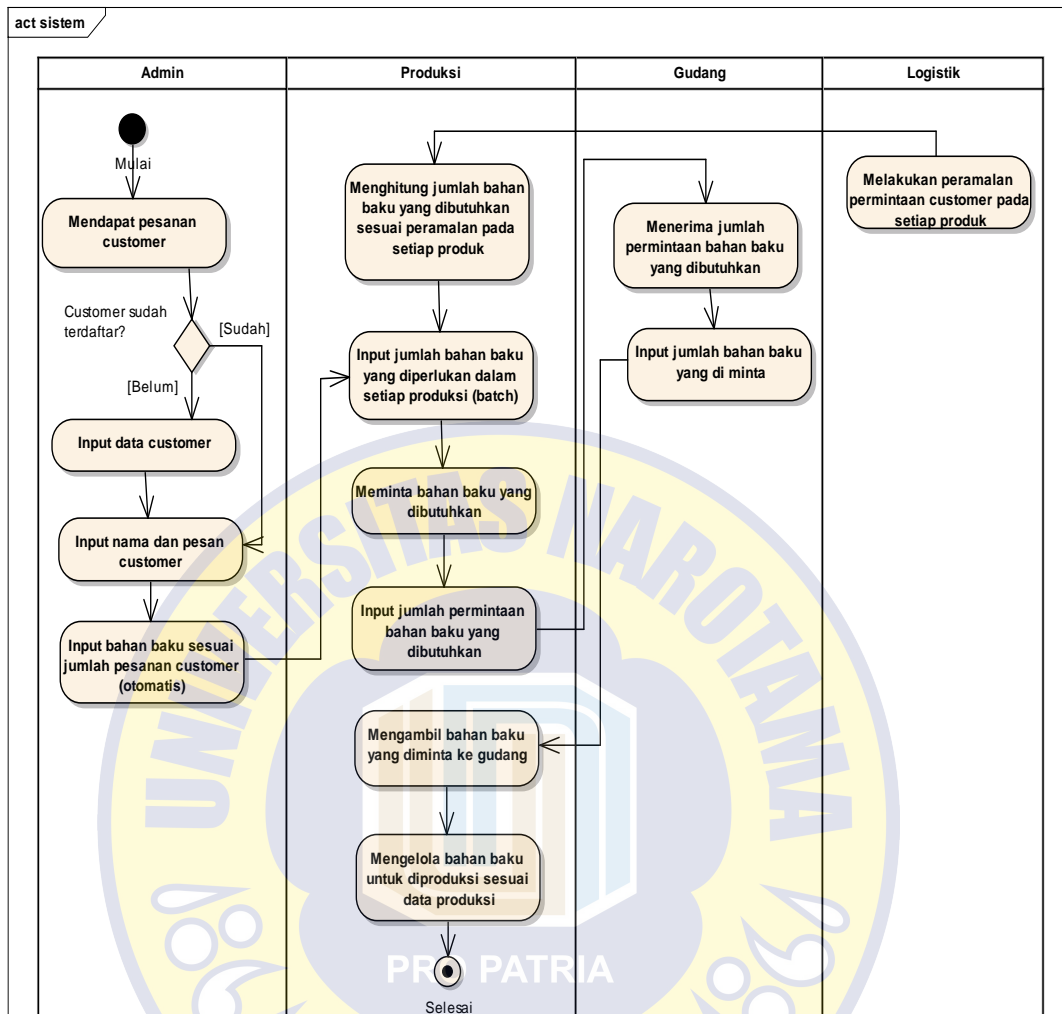 act sistem
Admin
Produksi
Gudang
Logistik
Mulai
Mendapat pesanan
customer
Customer sudah
terdaftar?
[Sudah]
[Belum]
Input data customer
Input nama dan pesan
customer
Input bahan baku sesuai
jumlah pesanan customer
(otomatis)
Menghitung jumlah bahan
baku yang dibutuhkan
sesuai peramalan pada
setiap produk
Input jumlah bahan baku
yang diperlukan dalam
setiap produksi (batch)
Meminta bahan baku yang
dibutuhkan
Input jumlah permintaan
bahan baku yang
dibutuhkan
Mengambil bahan baku
yang diminta ke gudang
Mengelola bahan baku
untuk diproduksi sesuai
data produksi
Selesai
Menerima jumlah
permintaan bahan baku
yang dibutuhkan
Input jumlah bahan baku
yang di minta
Melakukan peramalan
permintaan customer pada
setiap produk
UNIVERSITAS NAROTAMA
PRO PATRIA